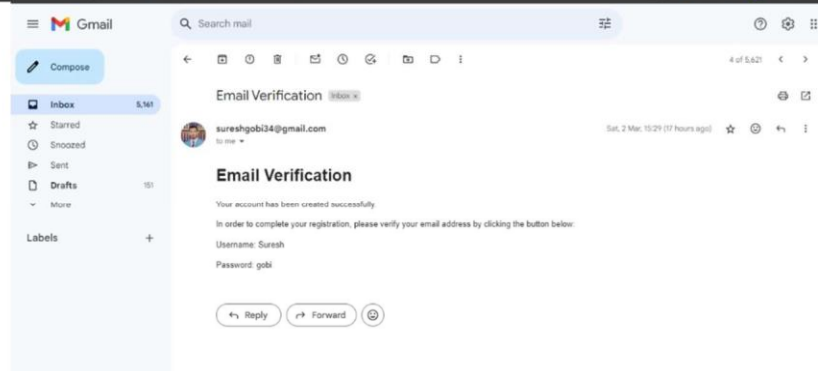 Gmail
Search mail
Compose
4 of 5,621
Inbox 5,161
Starred
Snoozed
Sent
Drafts 151
More
Labels +
Email Verification Inbox x
sureshgobi34@gmail.com
Sat, 2 Mar, 15:29 (17 hours ago)
to me
Email Verification
Your account has been created successfully
In order to complete your registration, please verify your email address by clicking the button below:
Username: Suresh
Password: gobi
Reply
Forward